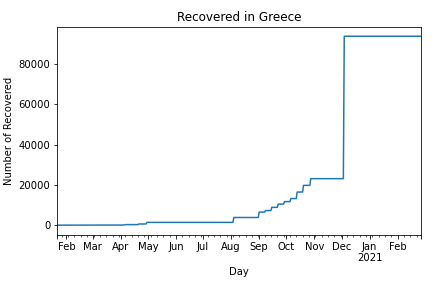 Recovered in Greece
Number of Recovered
80000
60000
40000
20000
0
Feb Mar Apr May Jun Jul Aug Sep Oct Nov Dec Jan Feb
2021
Day